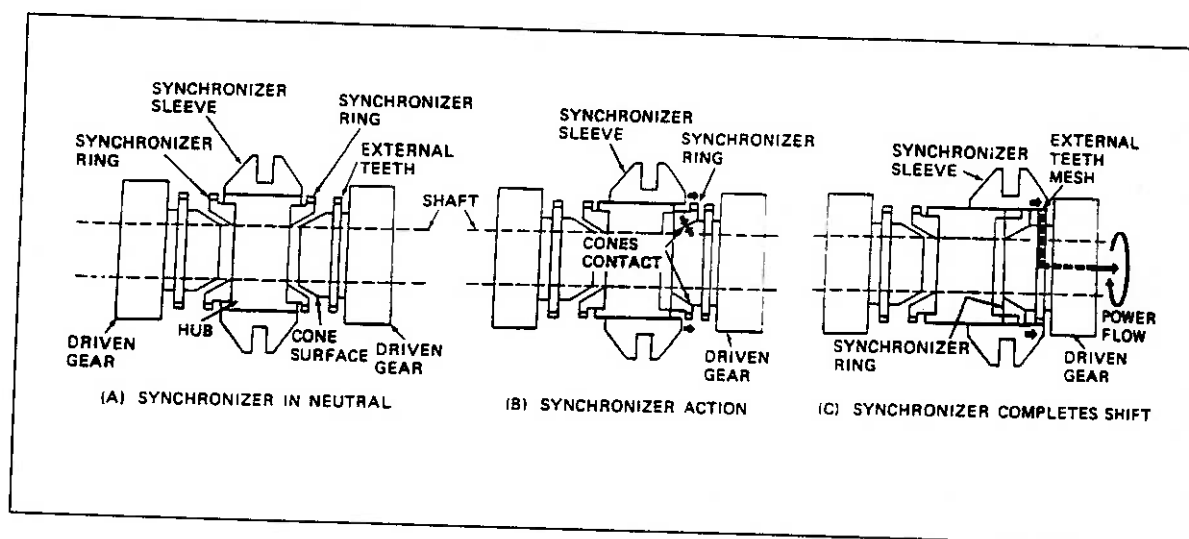 SYNCHRONIZER
SLEEVE
SYNCHRONIZER
RING
SYNCHRONIZER
RING
EXTERNAL
TEETH
SHAFT
HUB
CONE
SURFACE
DRIVEN
GEAR
DRIVEN
GEAR
(A) SYNCHRONIZER IN NEUTRAL
SYNCHRONIZER
SLEEVE
SYNCHRONIZER
RING
CONES
CONTACT
DRIVEN
GEAR
(B) SYNCHRONIZER ACTION
SYNCHRONIZER
SLEEVE
EXTERNAL
TEETH
MESH
POWER
FLOW
SYNCHRONIZER
RING
DRIVEN
GEAR
(C) SYNCHRONIZER COMPLETES SHIFT